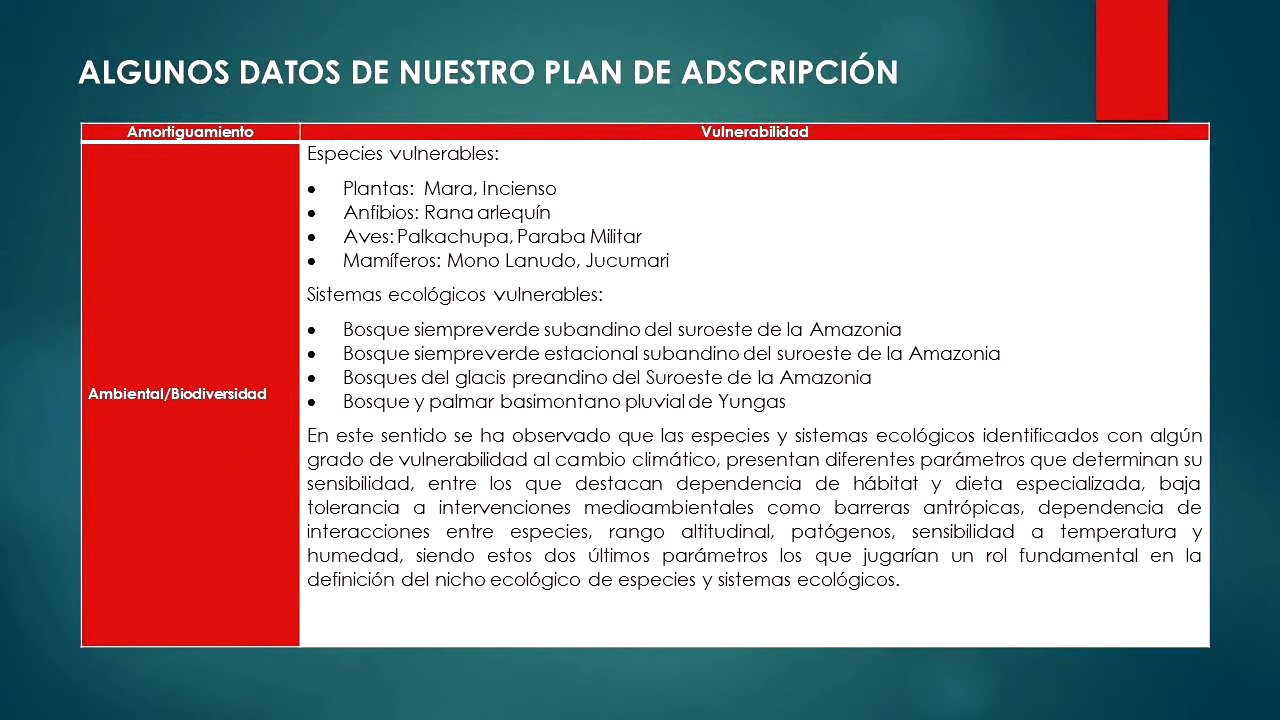 ALGUNOS DATOS DE NUESTRO PLAN DE ADSCRIPCIÓN
Amortiguamiento
Vulnerabilidad
Ambiental/Biodiversidad
Especies vulnerables:
• Plantas: Mara, Incienso
• Anfibios: Rana arlequín
• Aves: Palkachupa, Paraba Militar
• Mamíferos: Mono Lanudo, Jucumari
Sistemas ecológicos vulnerables:
• Bosque siempreverde subandino del suroeste de la Amazonia
• Bosque siempreverde estacional subandino del suroeste de la Amazonia
• Bosques del glacis preandino del Suroeste de la Amazonia
• Bosque y palmar basimontano pluvial de Yungas
En este sentido se ha observado que las especies y sistemas ecológicos identificados con algún
grado de vulnerabilidad al cambio climático, presentan diferentes parámetros que determinan su
sensibilidad, entre los que destacan dependencia de hábitat y dieta especializada, baja
tolerancia a intervenciones medioambientales como barreras antrópicas, dependencia de
interacciones entre especies, rango altitudinal, patógenos, sensibilidad a temperatura y
humedad, siendo estos dos últimos parámetros los que jugarían un rol fundamental en la
definición del nicho ecológico de especies y sistemas ecológicos.